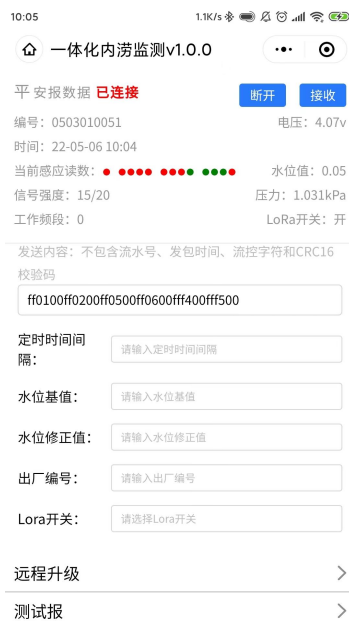 10:05
1.1K/s
一体化内涝监测v1.0.0
平安报数据 已连接
断开
接收
编号：0503010051
电压：4.07v
时间：22-05-06 10:04
当前感应读数：
水位值：0.05
信号强度：15/20
压力：1.031kPa
工作频段：0
LoRa开关：开
发送内容：不包含流水号、发包时间、流控字符和CRC16
校验码
ff0100ff0200ff0500ff0600fff400fff500
定时时间间
隔：
请输入定时时间间隔
水位基值：
请输入水位基值
水位修正值：
请输入水位修正值
出厂编号：
请输入出厂编号
Lora开关：
请选择Lora开关
远程升级
测试报